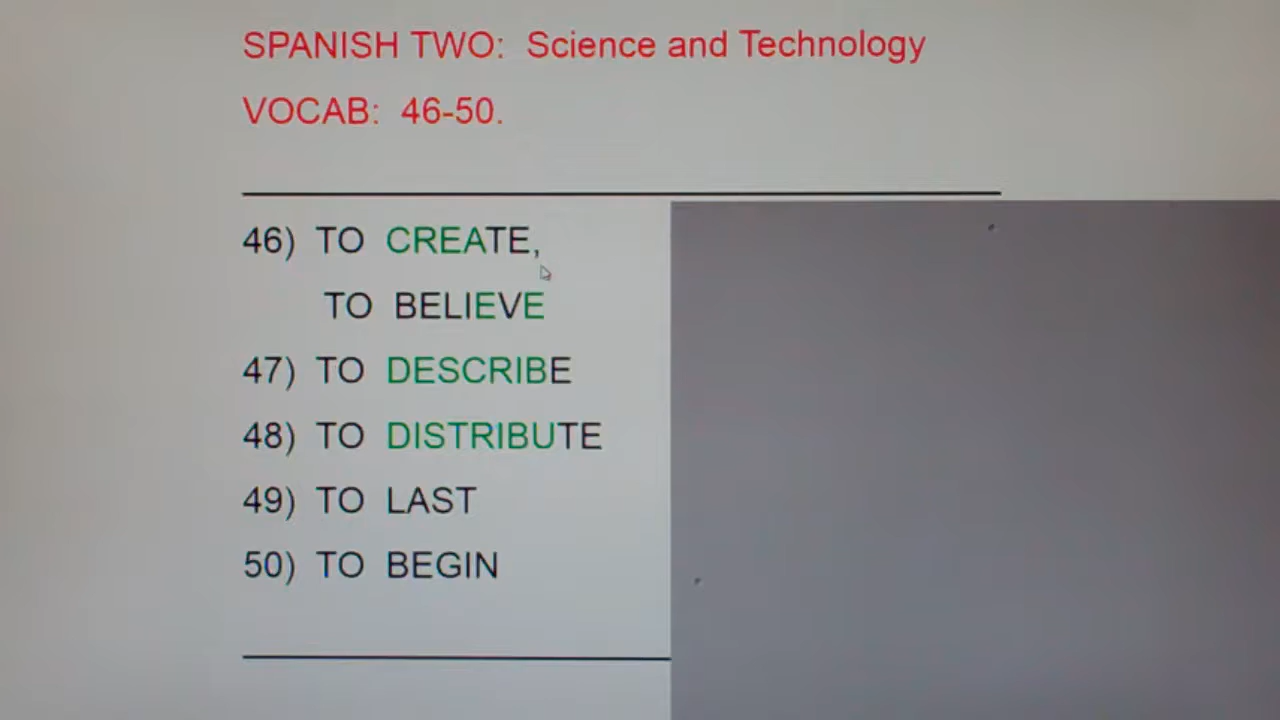 SPANISH TWO: Science and Technology
VOCAB: 46-50.
46) TO CREATE,
TO BELIEVE
47) TO DESCRIBE
48) TO DISTRIBUTE
49) TO LAST
50) TO BEGIN